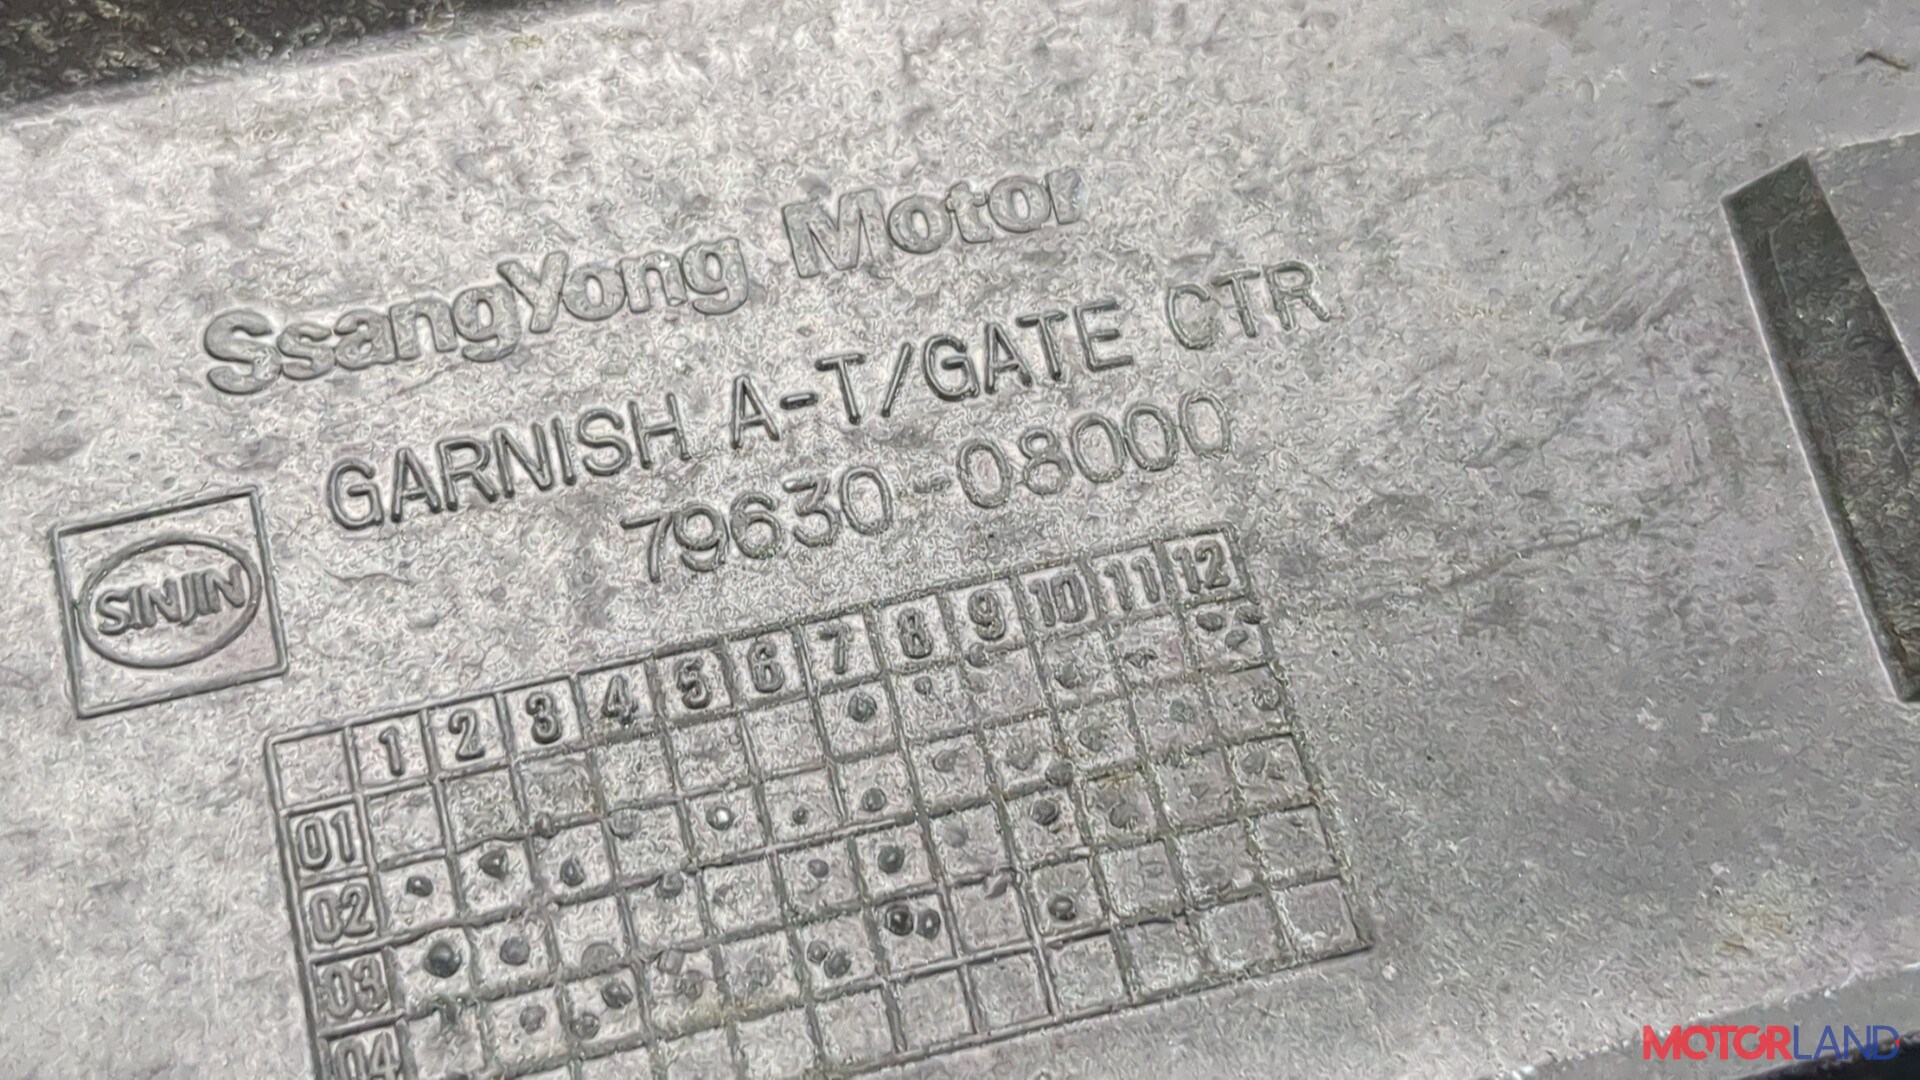 SsangYong Motor
GARNISH A-T/GATE CTR
79630-08000
SINJIN
1 2 3 4 5 6 7 8 9 10 11 12
01
02
03
04
MOTORLAND